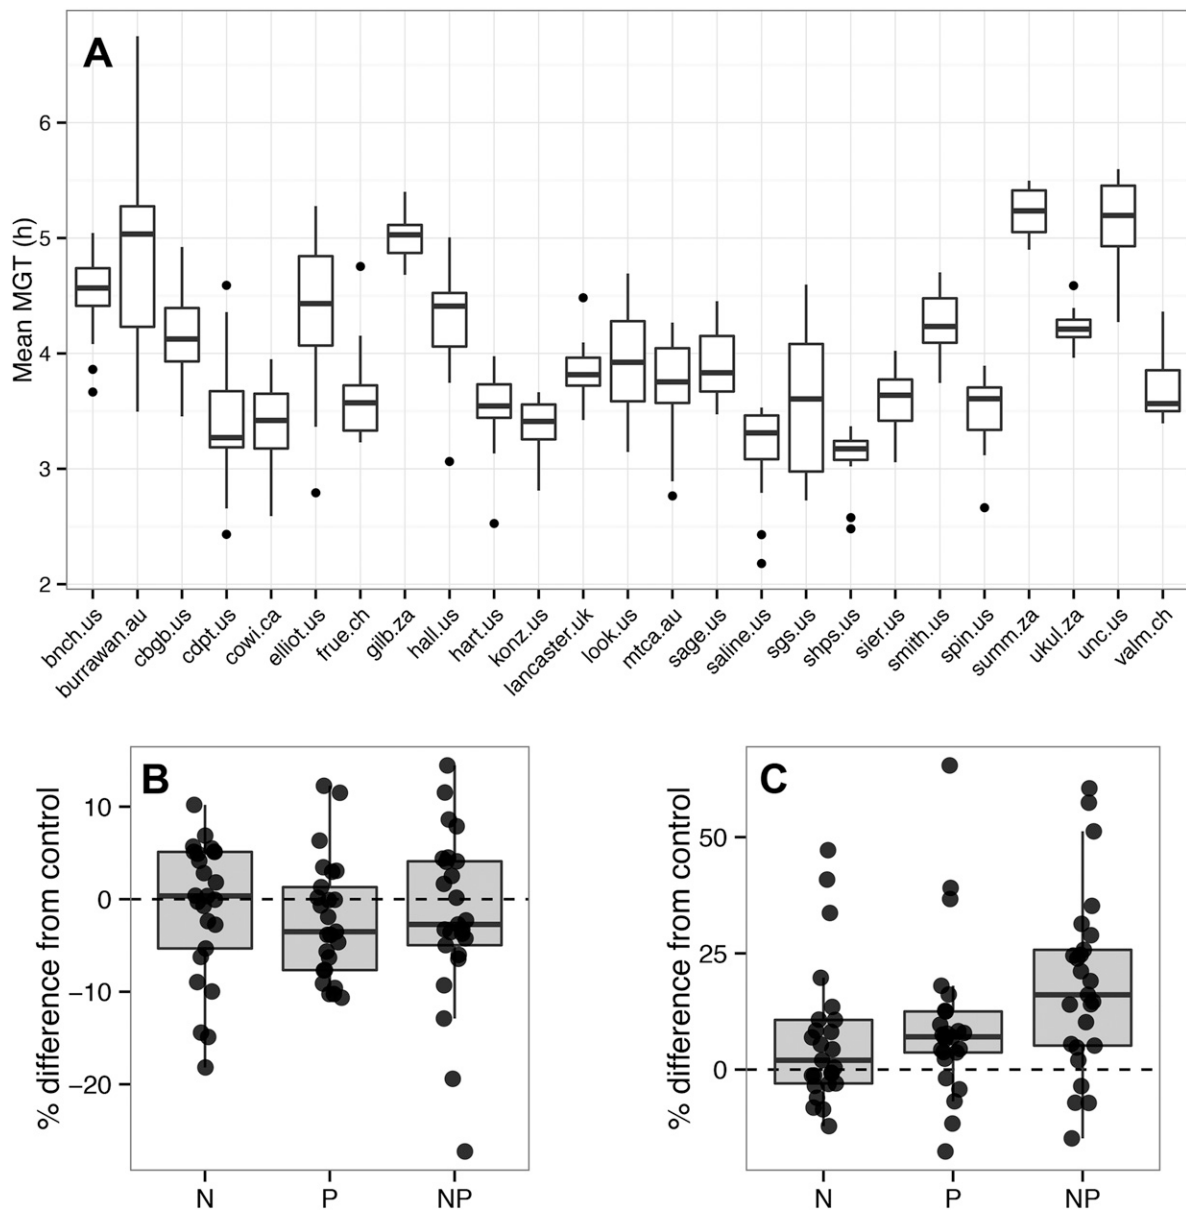 A
Mean MGT (h)
6
5
4
3
2
bnch.us
burrawan.au
cbgb.us
cdpt.us
cowi.ca
elliot.us
frue.ch
gilb.za
hall.us
hart.us
konz.us
lancaster.uk
look.us
mtca.au
sage.us
saline.us
sgs.us
shps.us
sier.us
smith.us
spin.us
summ.za
ukul.za
unc.us
valm.ch
B
% difference from control
10
0
−10
−20
N P NP
C
% difference from control
50
25
0
N P NP